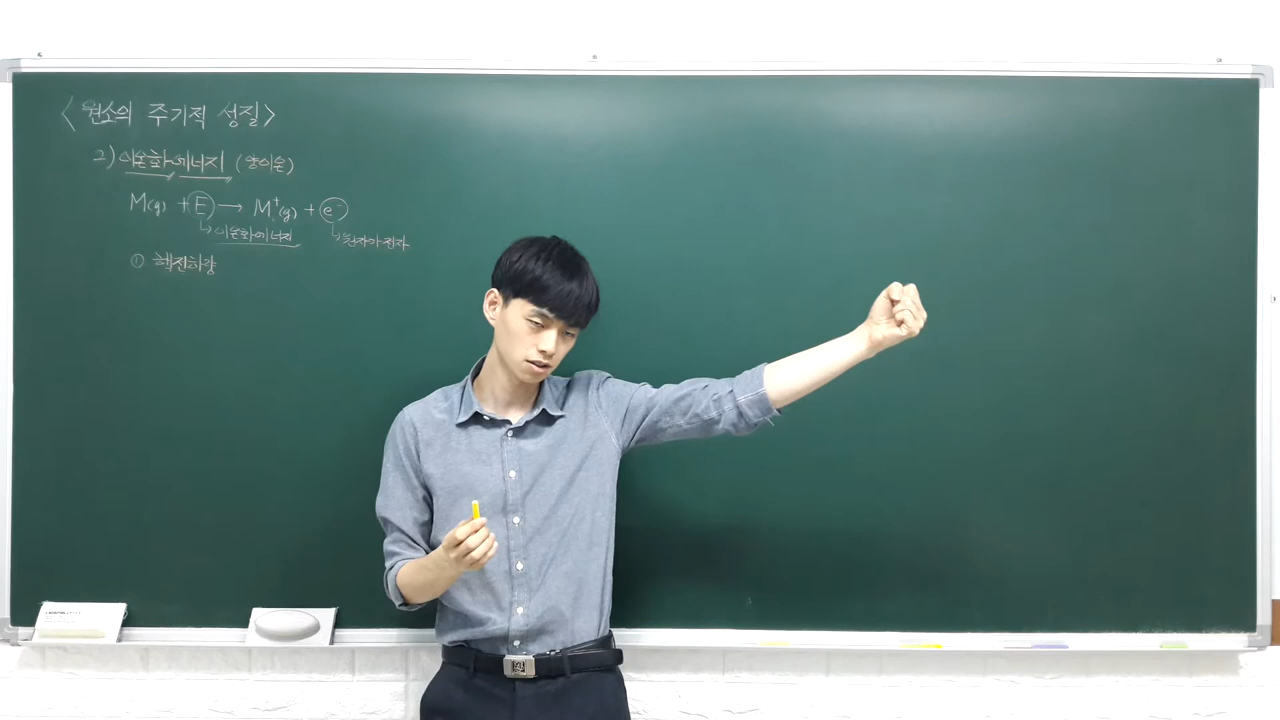 <원소의 주기적 성질>
2) 이온화 에너지 (양이온)
M(g) + E → M⁺(g) + e⁻
↳ 이온화 에너지 ↳ 원자가 전자
① 핵전하량